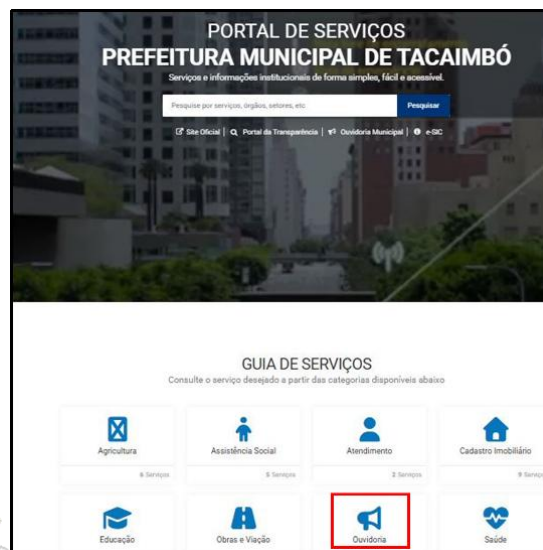 PORTAL DE SERVIÇOS
PREFEITURA MUNICIPAL DE TACAIMBÓ
Serviços e informações institucionais de forma simples, fácil e acessível.
Pesquise por serviços, órgãos, setores, etc. Pesquisar
Site Oficial | Portal da Transparência | Ouvidoria Municipal | e-SIC
GUIA DE SERVIÇOS
Consulte o serviço desejado a partir das categorias disponíveis abaixo
Agricultura Assistência Social Atendimento Cadastro Imobiliário
6 Serviços 5 Serviços 2 Serviços 9
Educação Obras e Viação Ouvidoria Saúde